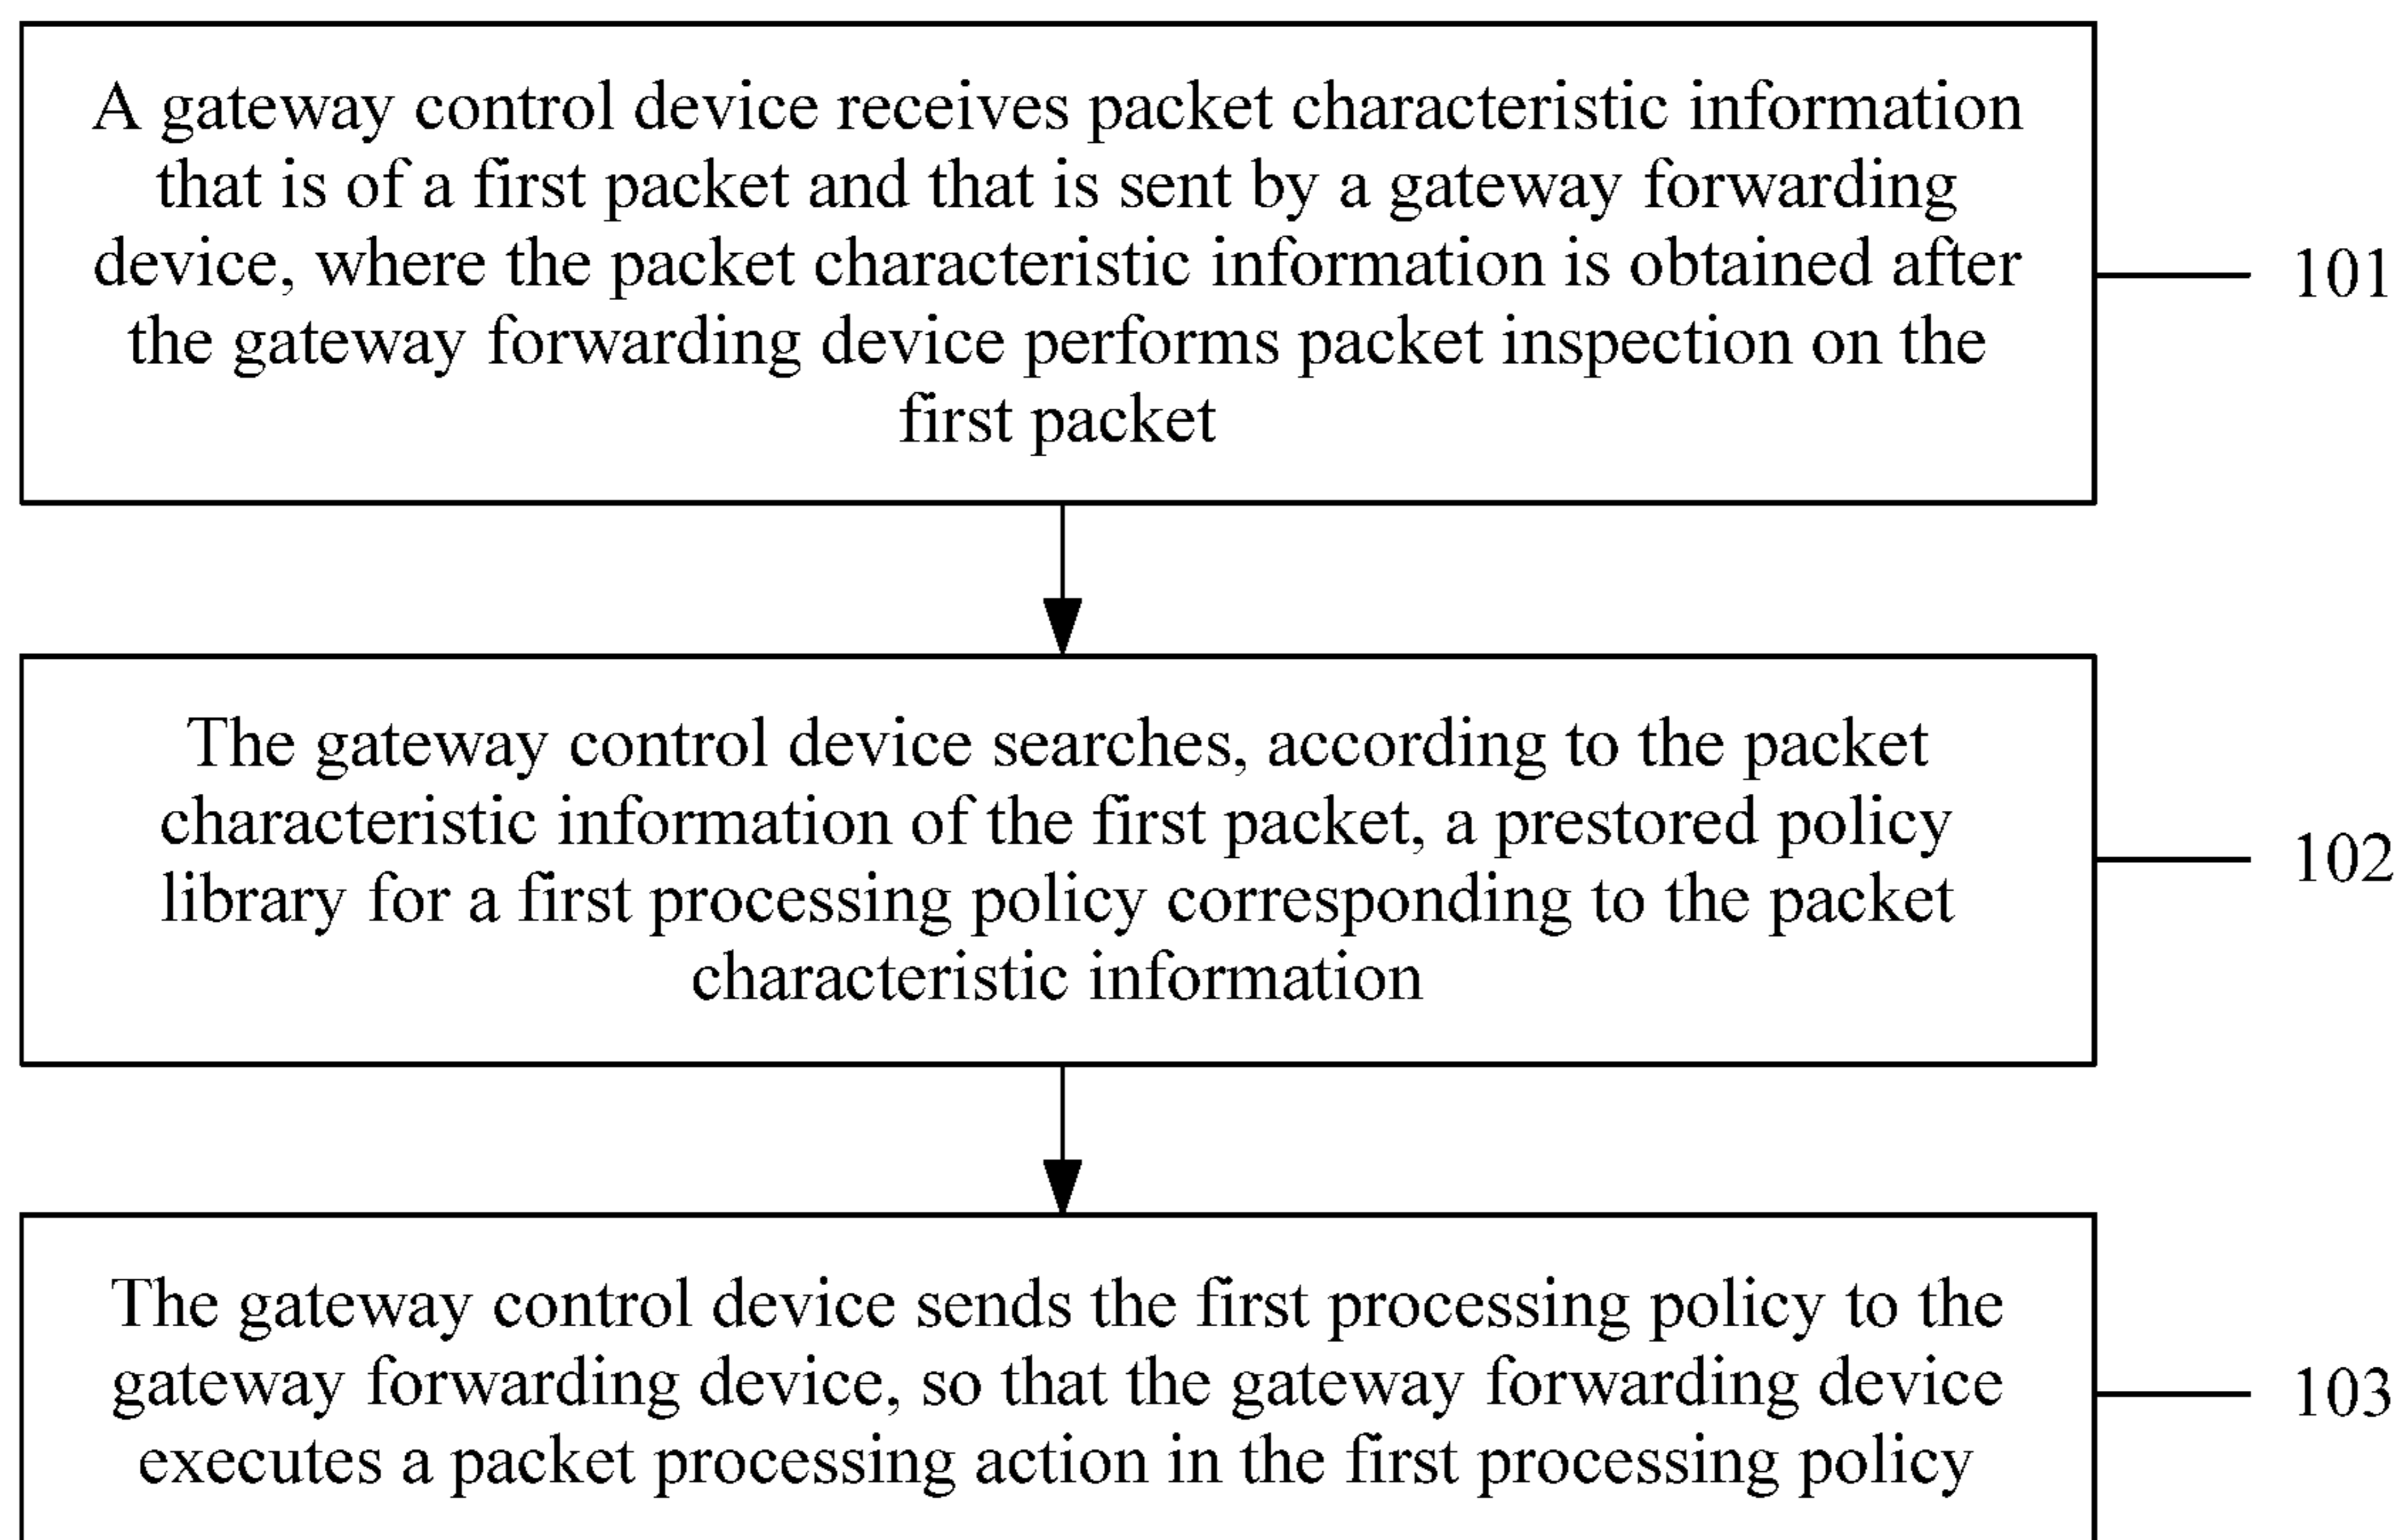 A gateway control device receives packet characteristic information
that is of a first packet and that is sent by a gateway forwarding
device, where the packet characteristic information is obtained after
the gateway forwarding device performs packet inspection on the
first packet
101
The gateway control device searches, according to the packet
characteristic information of the first packet, a prestored policy
library for a first processing policy corresponding to the packet
characteristic information
102
The gateway control device sends the first processing policy to the
gateway forwarding device, so that the gateway forwarding device
executes a packet processing action in the first processing policy
103